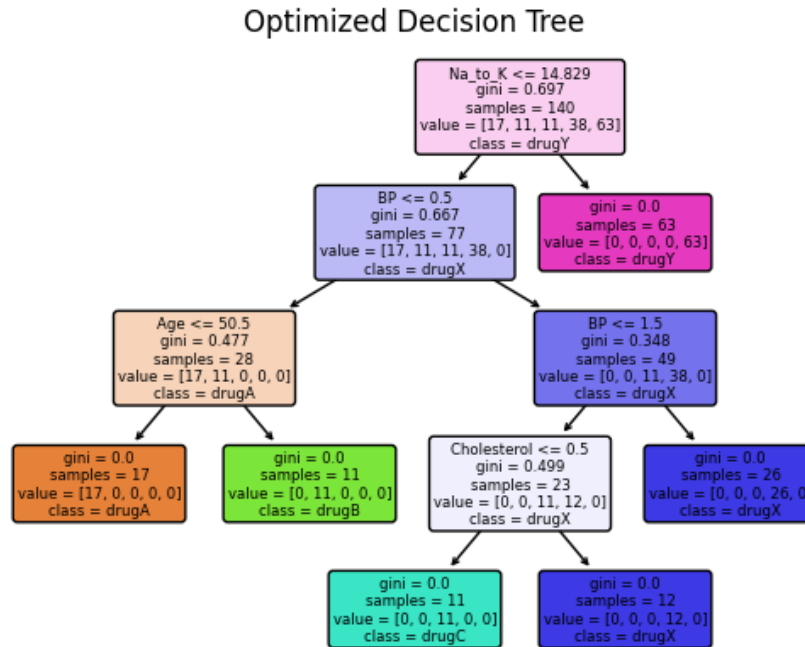 Optimized Decision Tree
Na_to_K <= 14.829
gini = 0.697
samples = 140
value = [17, 11, 11, 38, 63]
class = drugY
BP <= 0.5
gini = 0.667
samples = 77
value = [17, 11, 11, 38, 0]
class = drugX
gini = 0.0
samples = 63
value = [0, 0, 0, 0, 63]
class = drugY
Age <= 50.5
gini = 0.477
samples = 28
value = [17, 11, 0, 0, 0]
class = drugA
BP <= 1.5
gini = 0.348
samples = 49
value = [0, 0, 11, 38, 0]
class = drugX
gini = 0.0
samples = 17
value = [17, 0, 0, 0, 0]
class = drugA
gini = 0.0
samples = 11
value = [0, 11, 0, 0, 0]
class = drugB
Cholesterol <= 0.5
gini = 0.499
samples = 23
value = [0, 0, 11, 12, 0]
class = drugX
gini = 0.0
samples = 26
value = [0, 0, 0, 26, 0
class = drugX
gini = 0.0
samples = 11
value = [0, 0, 11, 0, 0]
class = drugC
gini = 0.0
samples = 12
value = [0, 0, 0, 12, 0]
class = drugX